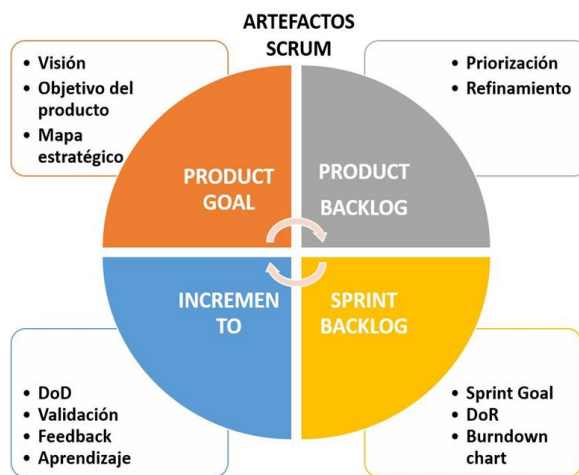 ARTEFACTOS
SCRUM
• Visión
• Objetivo del
producto
• Mapa
estratégico
• Priorización
• Refinamiento
PRODUCT
GOAL
PRODUCT
BACKLOG
INCREMEN
TO
SPRINT
BACKLOG
• DoD
• Validación
• Feedback
• Aprendizaje
• Sprint Goal
• DoR
• Burndown
chart